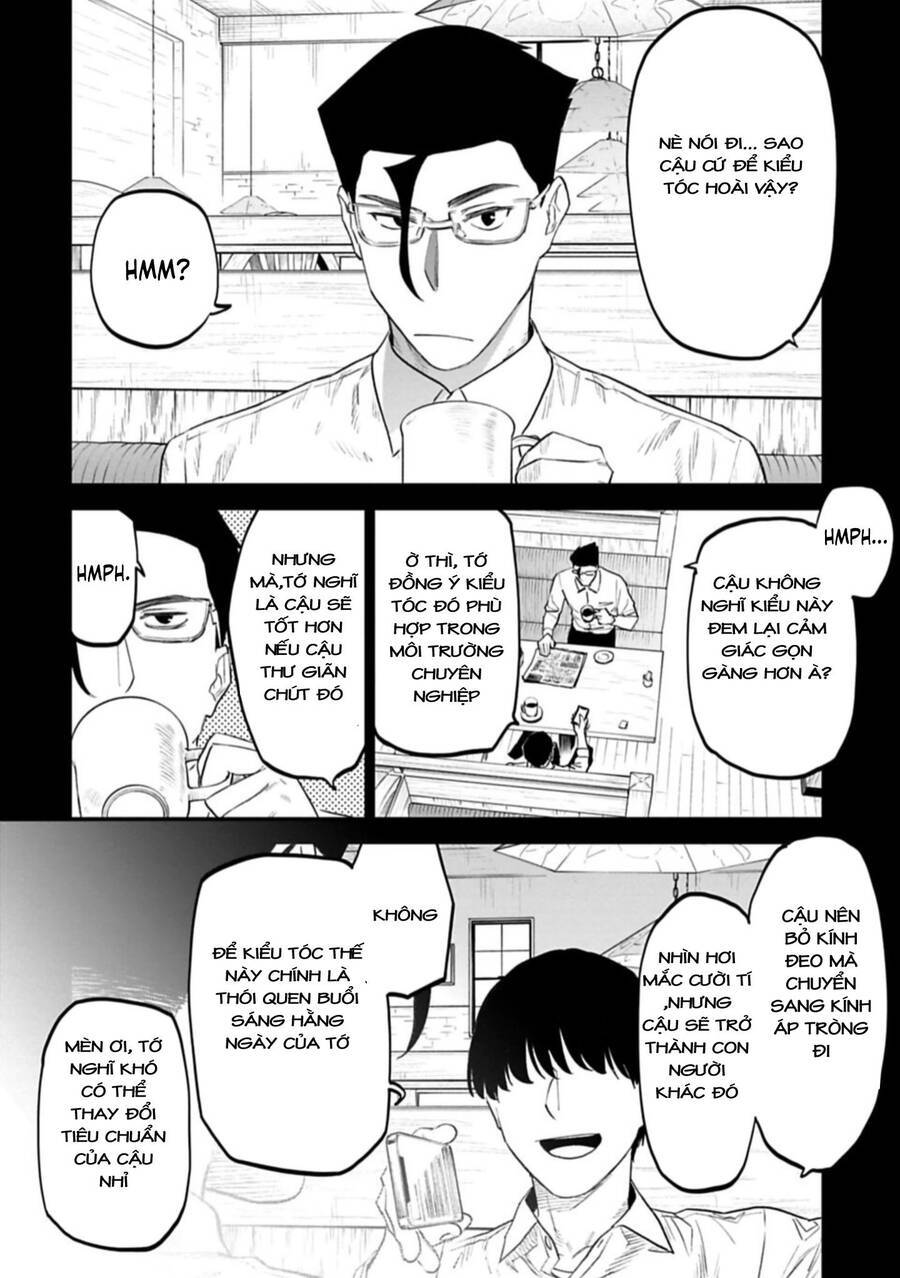 NÈ NÓI ĐI... SAO
CẬU CỨ ĐỂ KIỂU
TÓC HOÀI VẬY?
HMM?
HMPH...
CẬU KHÔNG
NGHĨ KIỂU NÀY
ĐEM LẠI CẢM
GIÁC GỌN
GÀNG HƠN À?
Ờ THÌ, TỚ
ĐỒNG Ý KIỂU
TÓC ĐÓ PHÙ
HỢP TRONG
MÔI TRƯỜNG
CHUYÊN
NGHIỆP
NHƯNG
MÀ,TỚ NGHĨ
LÀ CẬU SẼ
TỐT HƠN
NẾU CẬU
THƯ GIÃN
CHÚT ĐÓ
HMPH.
CẬU NÊN
BỎ KÍNH
ĐEO MÀ
CHUYỂN
SANG KÍNH
ÁP TRÒNG
ĐI
NHÌN HƠI
MẮC CƯỜI TÍ
,NHƯNG
CẬU SẼ TRỞ
THÀNH CON
NGƯỜI
KHÁC ĐÓ
KHÔNG
ĐỂ KIỂU TÓC THẾ
NÀY CHÍNH LÀ
THÓI QUEN BUỔI
SÁNG HẰNG
NGÀY CỦA TỚ
MÈN ƠI, TỚ
NGHĨ KHÓ
CÓ THỂ
THAY ĐỔI
TIÊU CHUẨN
CỦA CẬU
NHỈ